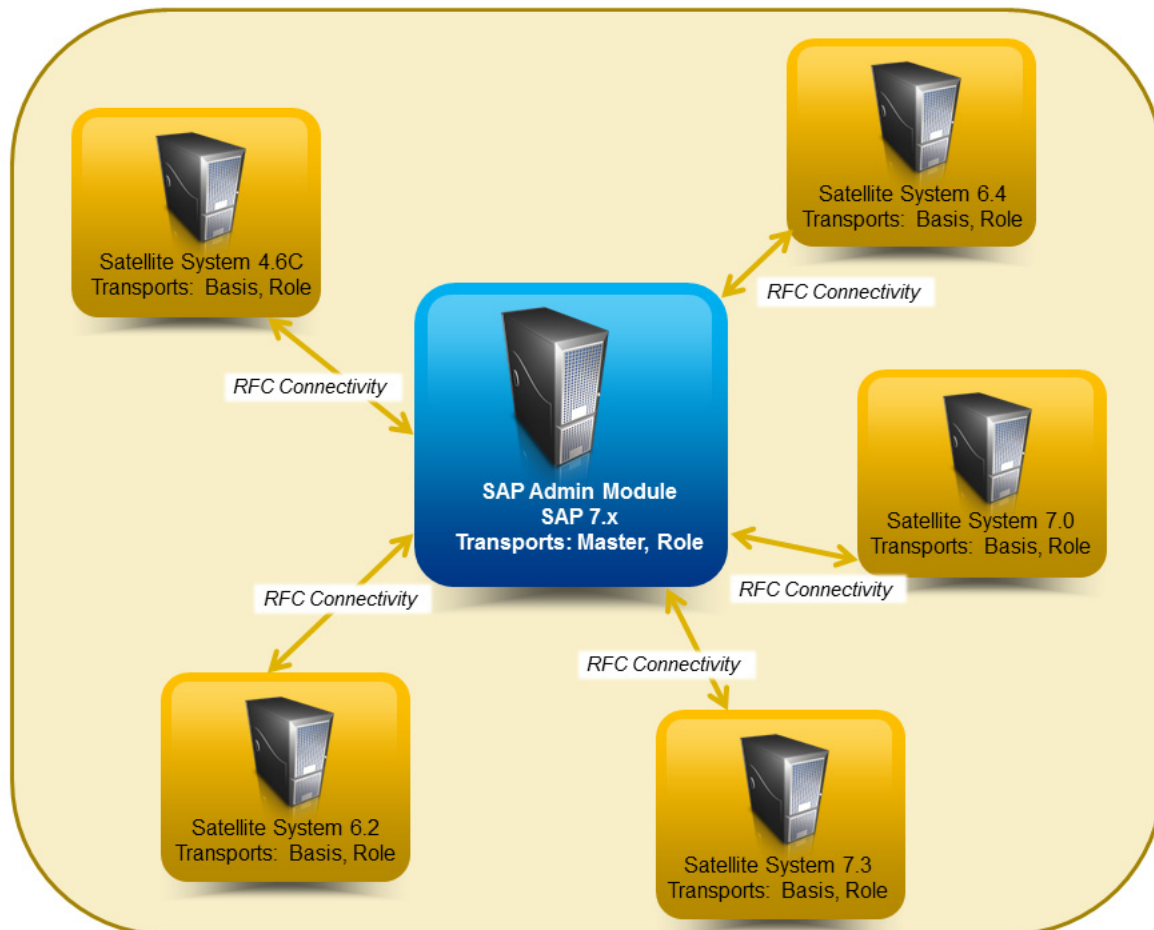 Satellite System 6.4
Transports: Basis, Role
Satellite System 4.6C
Transports: Basis, Role
RFC Connectivity
RFC Connectivity
SAP Admin Module
SAP 7.x
Transports: Master, Role
Satellite System 7.0
Transports: Basis, Role
RFC Connectivity
RFC Connectivity
RFC Connectivity
Satellite System 6.2
Transports: Basis, Role
Satellite System 7.3
Transports: Basis, Role